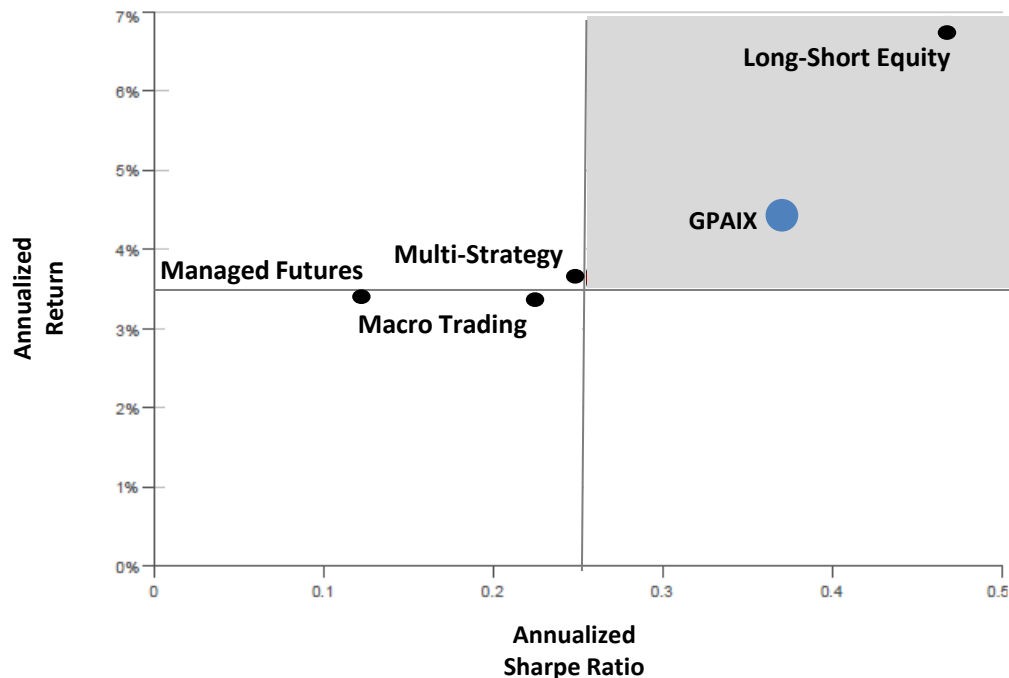 7%
Long-Short Equity
6%
5%
GPAIX
4%
Multi-Strategy
Managed Futures
Annualized
Return
3%
Macro Trading
2%
1%
0%
0
0.1
0.2
0.3
0.4
0.5
Annualized
Sharpe Ratio